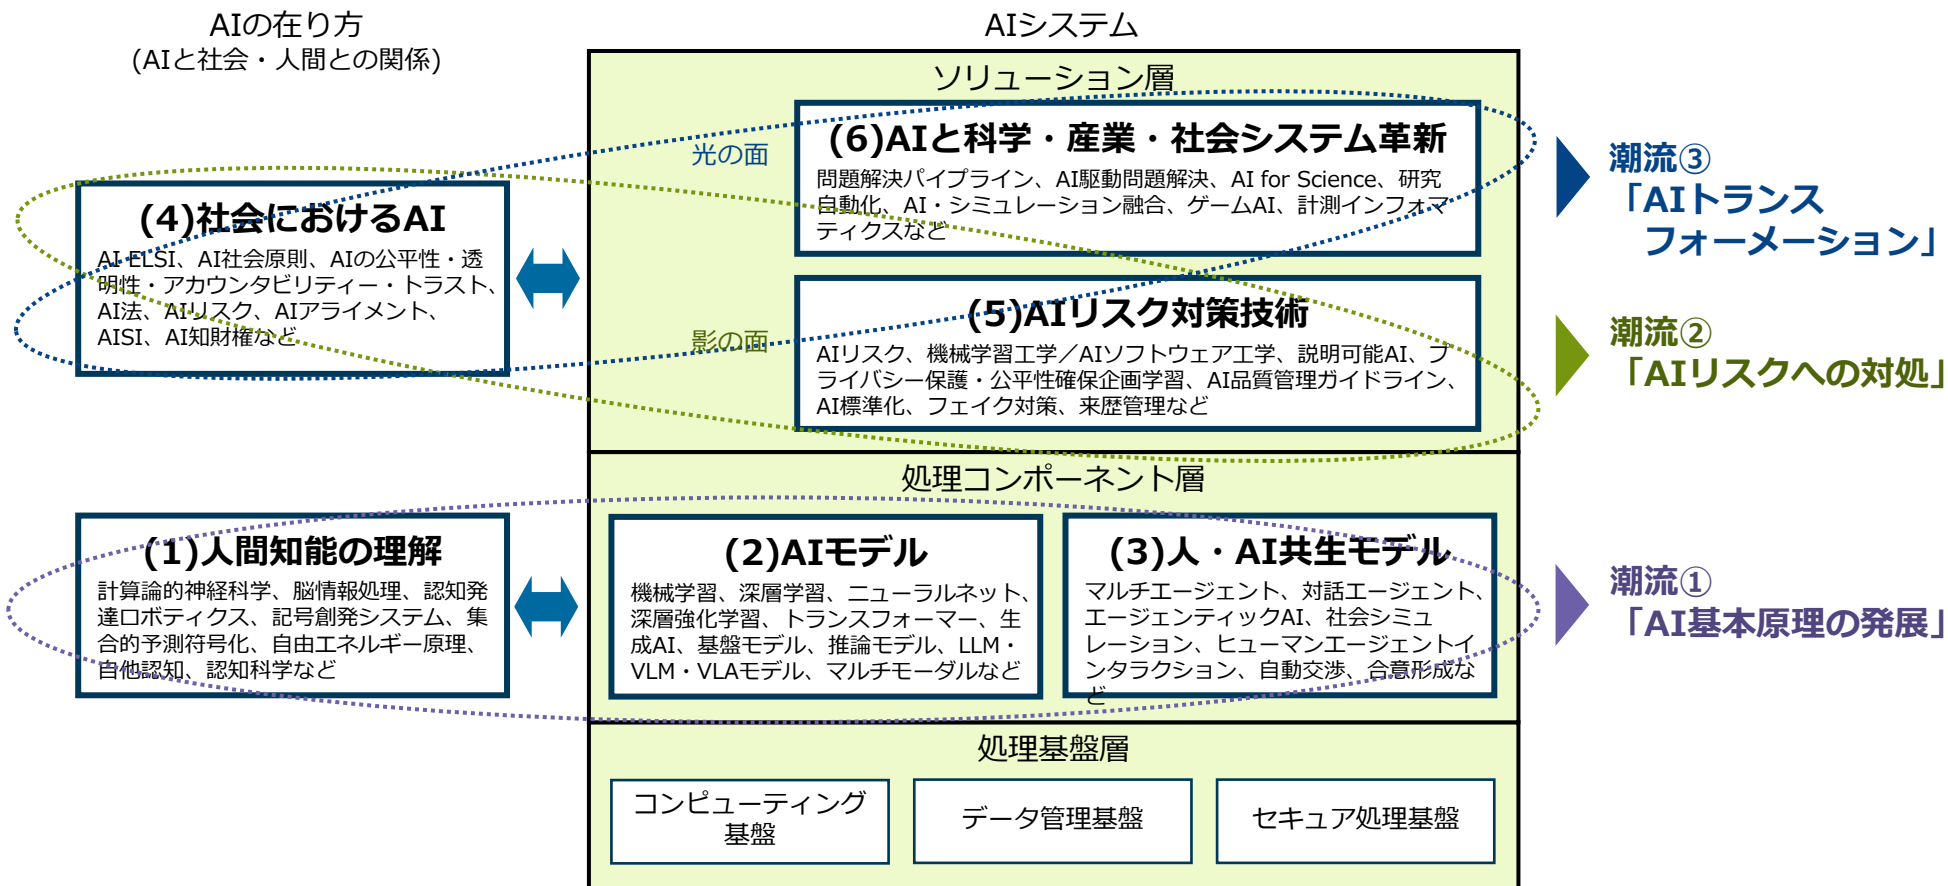 AIの在り方
(AIと社会・人間との関係)
AIシステム
ソリューション層
光の面
(6)AIと科学・産業・社会システム革新
問題解決パイプライン、AI駆動問題解決、AI for Science、研究
自動化、AI・シミュレーション融合、ゲームAI、計測インフォマ
ティクスなど
潮流③
「AIトランス
フォーメーション」
(4)社会におけるAI
AI ELSI、AI社会原則、AIの公平性・透
明性・アカウンタビリティー・トラスト、
AI法、AIリスク、AIアライメント、
AISI、AI知財権など
影の面
(5)AIリスク対策技術
AIリスク、機械学習工学／AIソフトウェア工学、説明可能AI、プ
ライバシー保護・公平性確保企画学習、AI品質管理ガイドライン、
AI標準化、フェイク対策、来歴管理など
潮流②
「AIリスクへの対処」
処理コンポーネント層
(1)人間知能の理解
計算論的神経科学、脳情報処理、認知発
達ロボティクス、記号創発システム、集
合的予測符号化、自由エネルギー原理、
自他認知、認知科学など
(2)AIモデル
機械学習、深層学習、ニューラルネット、
深層強化学習、トランスフォーマー、生
成AI、基盤モデル、推論モデル、LLM・
VLM・VLAモデル、マルチモーダルなど
(3)人・AI共生モデル
マルチエージェント、対話エージェント、
エージェンティックAI、社会シミュ
レーション、ヒューマンエージェントイ
ンタラクション、自動交渉、合意形成な
ど
潮流①
「AI基本原理の発展」
処理基盤層
コンピューティング
基盤
データ管理基盤
セキュア処理基盤